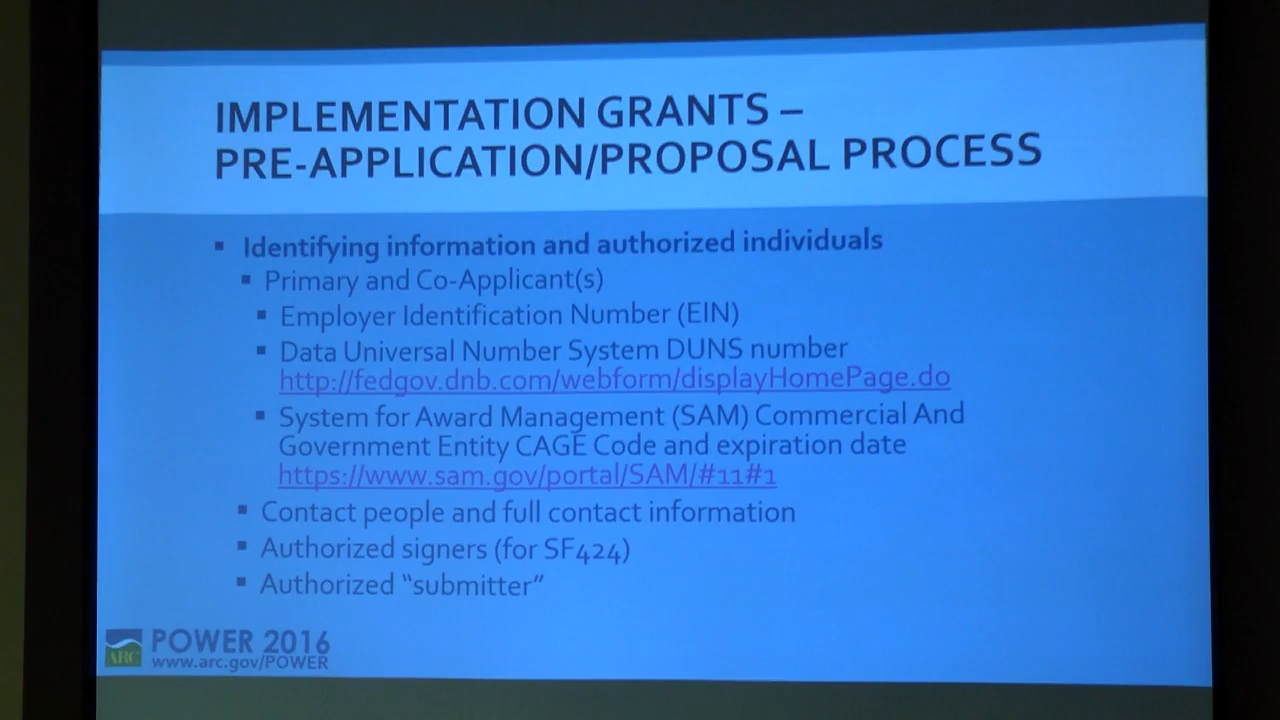 IMPLEMENTATION GRANTS –
PRE-APPLICATION/PROPOSAL PROCESS
▪ Identifying information and authorized individuals
▪ Primary and Co-Applicant(s)
▪ Employer Identification Number (EIN)
▪ Data Universal Number System DUNS number
http://fedgov.dnb.com/webform/displayHomePage.do
▪ System for Award Management (SAM) Commercial And
Government Entity CAGE Code and expiration date
https://www.sam.gov/portal/SAM/#11#1
▪ Contact people and full contact information
▪ Authorized signers (for SF424)
▪ Authorized “submitter”
ARC
POWER 2016
www.arc.gov/POWER